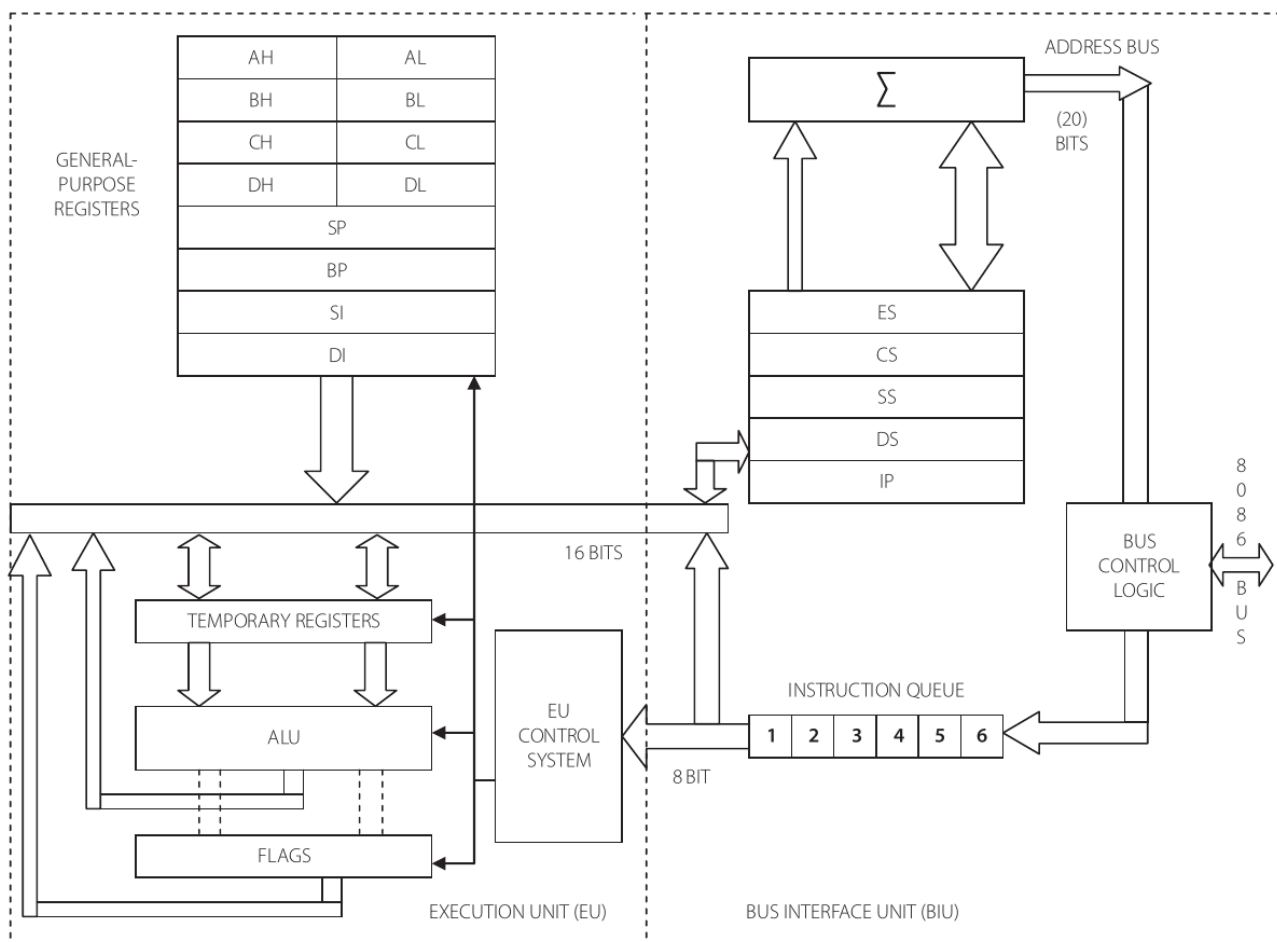 AH
AL
BH
BL
CH
CL
DH
DL
SP
BP
SI
DI
GENERAL-
PURPOSE
REGISTERS
ADDRESS BUS
Σ
(20)
BITS
ES
CS
SS
DS
IP
16 BITS
BUS
CONTROL
LOGIC
8
0
8
6
B
U
S
TEMPORARY REGISTERS
ALU
FLAGS
EU
CONTROL
SYSTEM
INSTRUCTION QUEUE
1 2 3 4 5 6
8 BIT
EXECUTION UNIT (EU)
BUS INTERFACE UNIT (BIU)